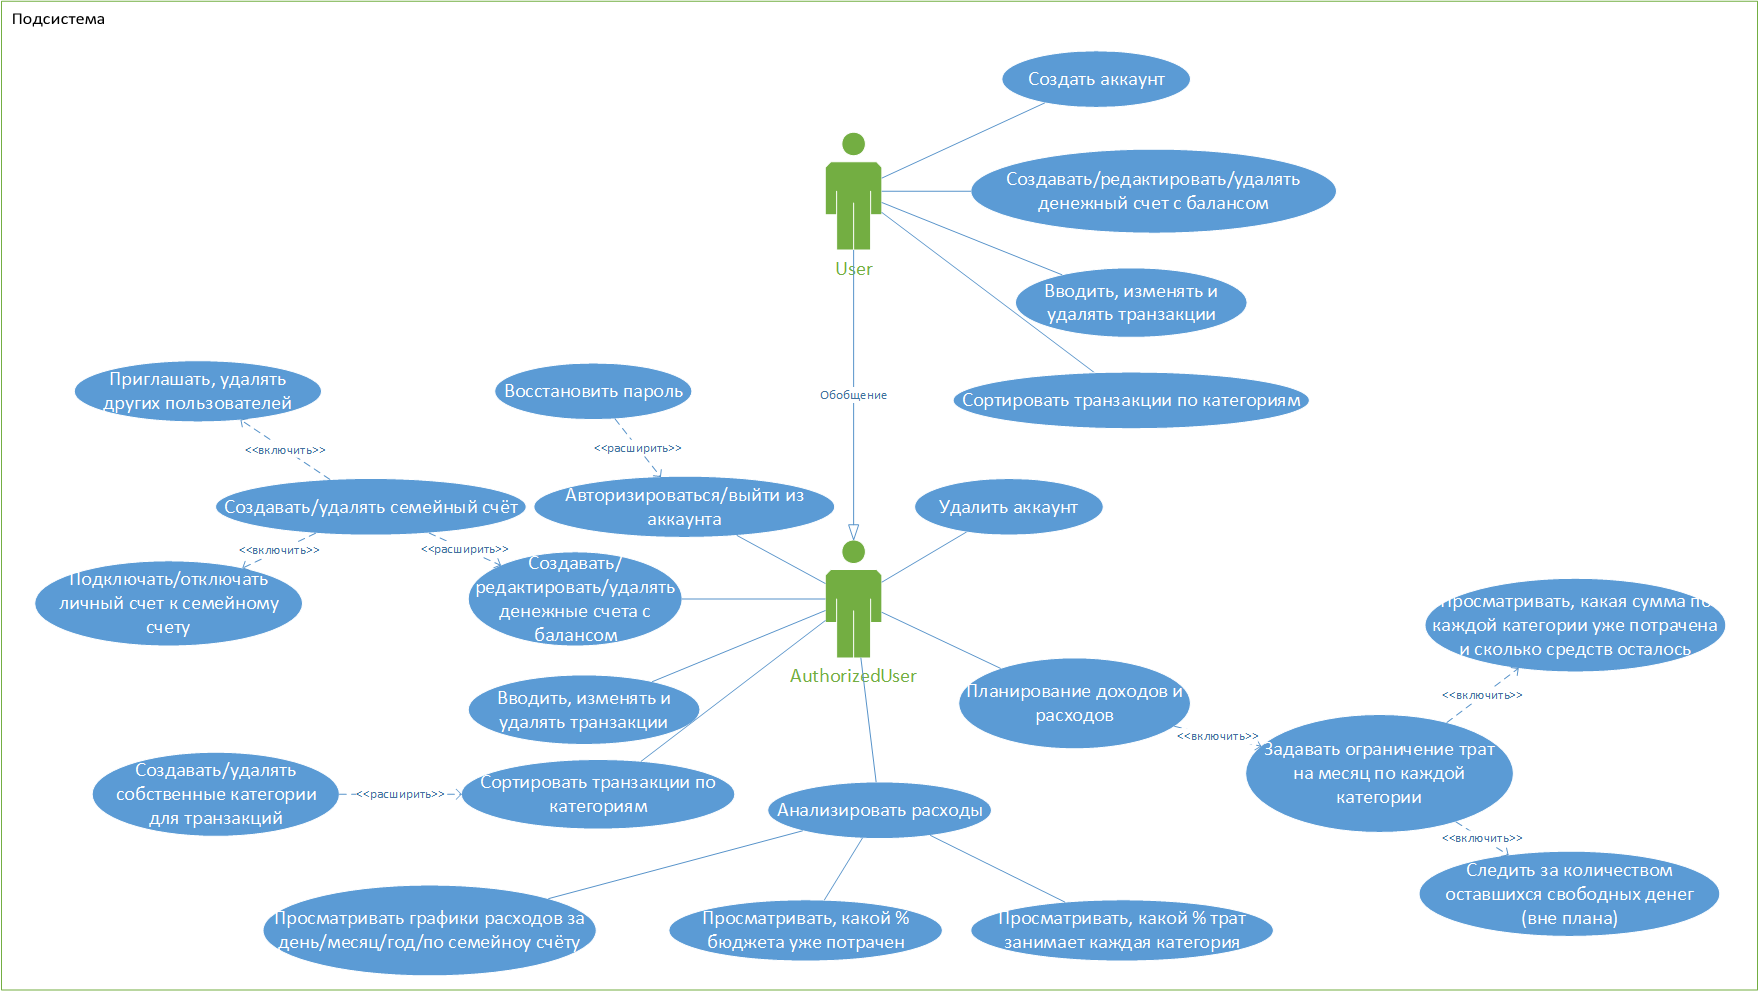 Подсистема
Создать аккаунт
Создавать/редактировать/удалять
денежный счет с балансом
User
Вводить, изменять и
удалять транзакции
Обобщение
Сортировать транзакции по категориям
Приглашать, удалять
других пользователей
Восстановить пароль
<<включить>>
<<расширить>>
Создавать/удалять семейный счёт
Авторизироваться/выйти из
аккаунта
Удалить аккаунт
<<включить>>
<<расширить>>
Подключать/отключать
личный счет к семейному
счету
Создавать/
редактировать/удалять
денежные счета с
балансом
AuthorizedUser
Просматривать, какая сумма по
каждой категории уже потрачена
и сколько средств осталось
Вводить, изменять и
удалять транзакции
Планирование доходов и
расходов
<<включить>>
<<включить>>
Задавать ограничение трат
на месяц по каждой
категории
Создавать/удалять
собственные категории
для транзакций
<<расширить>>
Сортировать транзакции по
категориям
Анализировать расходы
<<включить>>
Следить за количеством
оставшихся свободных денег
(вне плана)
Просматривать графики расходов за
день/месяц/год/по семейноу счёту
Просматривать, какой %
бюджета уже потрачен
Просматривать, какой % трат
занимает каждая категория